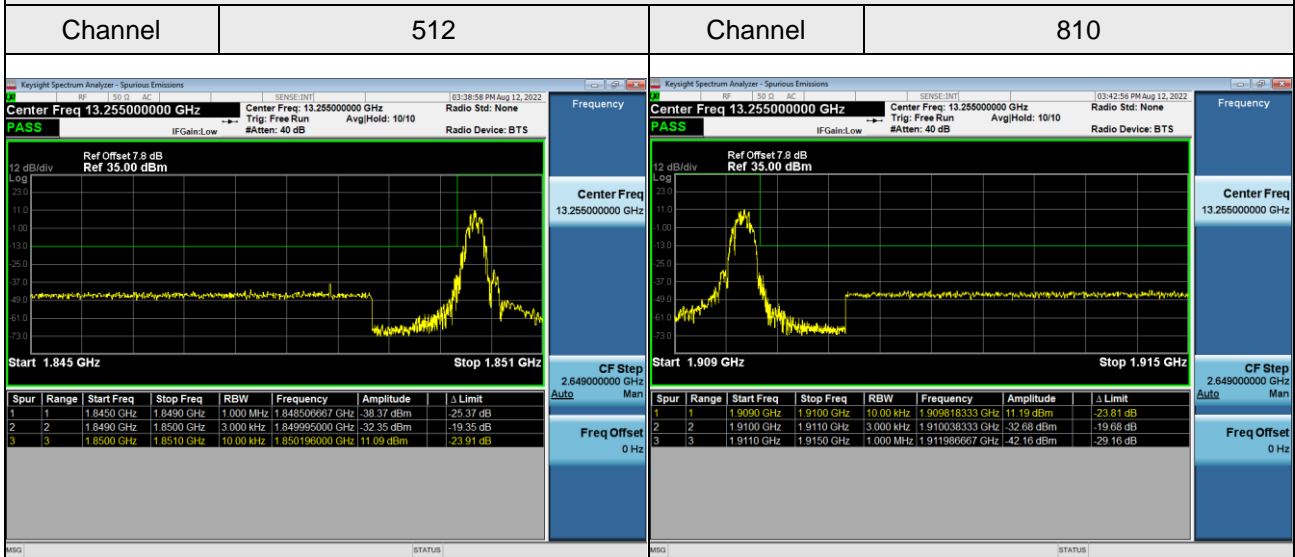 Channel 512 Channel 810
Keysight Spectrum Analyzer - Spurious Emissions
RF 50 Ω AC SENSE:INT 03:38:58 PM Aug 12, 2022
Center Freq 13.255000000 GHz Center Freq: 13.255000000 GHz Radio Std: None
Trig: Free Run Avg|Hold: 10/10
PASS IFGain:Low #Atten: 40 dB Radio Device: BTS
Frequency
Ref Offset 7.8 dB
12 dB/div Ref 35.00 dBm
Log
23.0
11.0
-1.00
-13.0
-25.0
-37.0
-49.0
-61.0
-73.0
Start 1.845 GHz Stop 1.851 GHz
Center Freq
13.255000000 GHz
CF Step
2.649000000 GHz
Auto Man
Freq Offset
0 Hz
Spur Range Start Freq Stop Freq RBW Frequency Amplitude Δ Limit
1 1 1.8450 GHz 1.8490 GHz 1.000 MHz 1.848506667 GHz -38.37 dBm -25.37 dB
2 2 1.8490 GHz 1.8500 GHz 3.000 kHz 1.849995000 GHz -32.35 dBm -19.35 dB
3 3 1.8500 GHz 1.8510 GHz 10.00 kHz 1.850196000 GHz 11.09 dBm -23.91 dB
MSG STATUS
Keysight Spectrum Analyzer - Spurious Emissions
RF 50 Ω AC SENSE:INT 03:42:56 PM Aug 12, 2022
Center Freq 13.255000000 GHz Center Freq: 13.255000000 GHz Radio Std: None
Trig: Free Run Avg|Hold: 10/10
PASS IFGain:Low #Atten: 40 dB Radio Device: BTS
Frequency
Ref Offset 7.8 dB
12 dB/div Ref 35.00 dBm
Log
23.0
11.0
-1.00
-13.0
-25.0
-37.0
-49.0
-61.0
-73.0
Start 1.909 GHz Stop 1.915 GHz
Center Freq
13.255000000 GHz
CF Step
2.649000000 GHz
Auto Man
Freq Offset
0 Hz
Spur Range Start Freq Stop Freq RBW Frequency Amplitude Δ Limit
1 1 1.9090 GHz 1.9100 GHz 10.00 kHz 1.909818333 GHz 11.19 dBm -23.81 dB
2 2 1.9100 GHz 1.9110 GHz 3.000 kHz 1.910038333 GHz -32.68 dBm -19.68 dB
3 3 1.9110 GHz 1.9150 GHz 1.000 MHz 1.911986667 GHz -42.16 dBm -29.16 dB
MSG STATUS